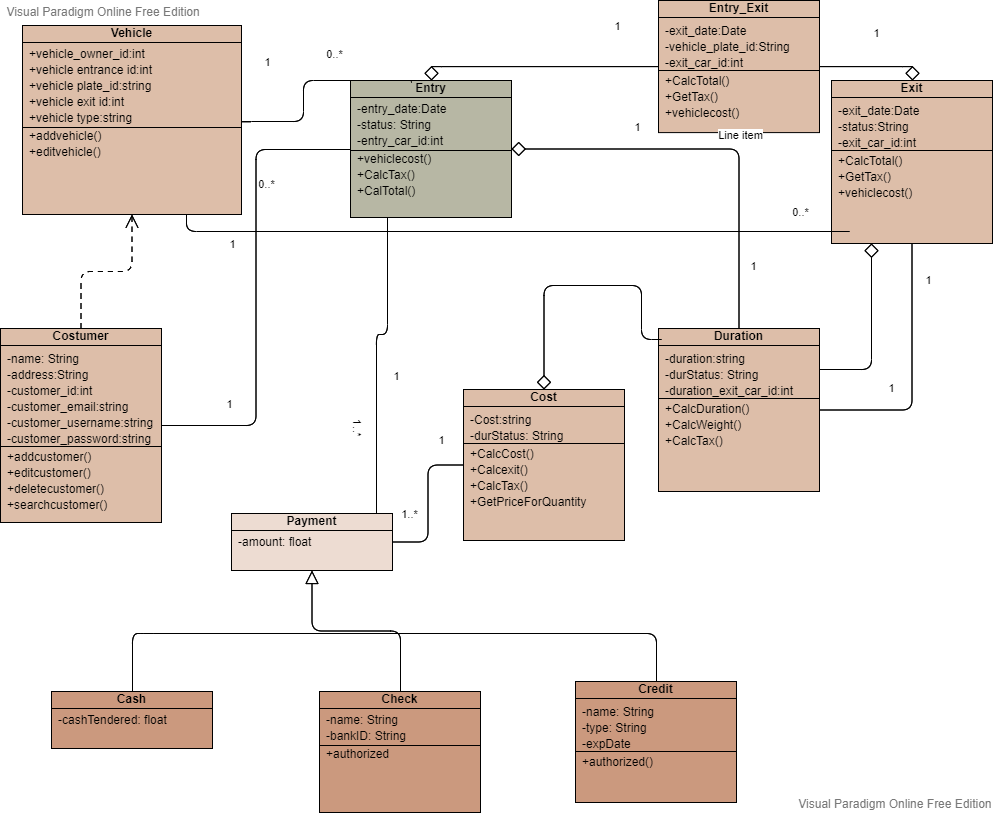 Visual Paradigm Online Free Edition
Vehicle
+vehicle_owner_id:int
+vehicle entrance id:int
+vehicle plate_id:string
+vehicle exit id:int
+vehicle type:string
+addvehicle()
+editvehicle()
1
0..*
Entry
-entry_date:Date
-status: String
-entry_car_id:int
+vehiclecost()
+CalcTax()
+CalTotal()
1
Entry_Exit
-exit_date:Date
-vehicle_plate_id:String
-exit_car_id:int
+CalcTotal()
+GetTax()
+vehiclecost()
Line item
1
1
Exit
-exit_date:Date
-status:String
-exit_car_id:int
+CalcTotal()
+GetTax()
+vehiclecost()
0..*
0..*
1
1
1
Costumer
-name: String
-address:String
-customer_id:int
-customer_email:string
-customer_username:string
-customer_password:string
+addcustomer()
+editcustomer()
+deletecustomer()
+searchcustomer()
1
1
1..*
Cost
-Cost:string
-durStatus: String
+CalcCost()
+Calcexit()
+CalcTax()
+GetPriceForQuantity
1
1..*
Duration
-duration:string
-durStatus: String
-duration_exit_car_id:int
+CalcDuration()
+CalcWeight()
+CalcTax()
1
Payment
-amount: float
Cash
-cashTendered: float
Check
-name: String
-bankID: String
+authorized
Credit
-name: String
-type: String
-expDate
+authorized()
Visual Paradigm Online Free Edition